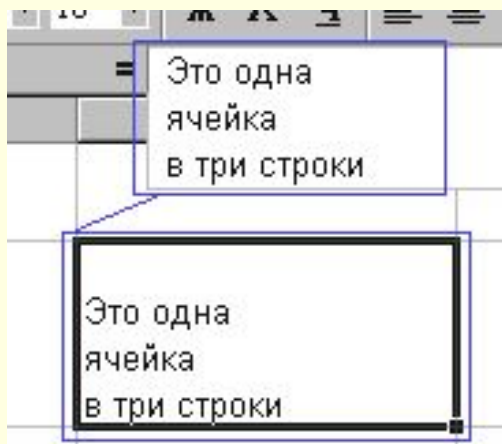 =
Это одна
ячейка
в три строки
Это одна
ячейка
в три строки